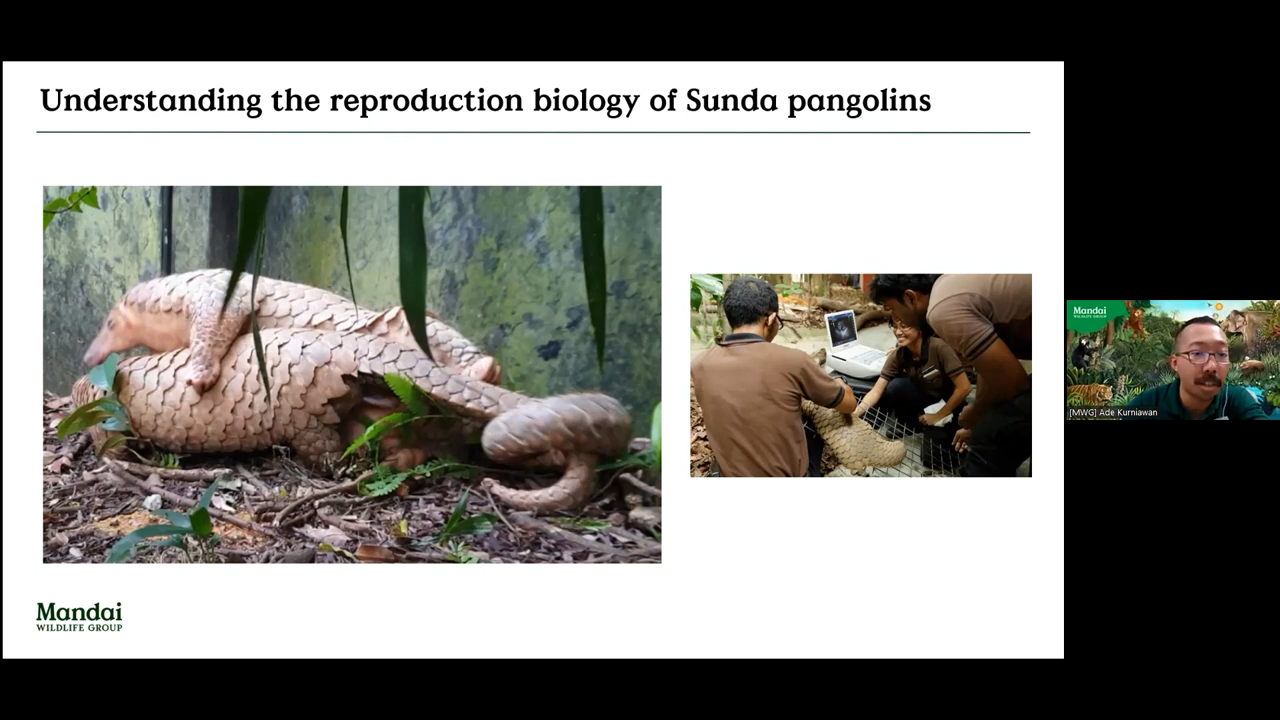 Understanding the reproduction biology of Sunda pangolins
Mandai
WILDLIFE GROUP
Mandai
WILDLIFE GROUP
[MWG] Ade Kurniawan